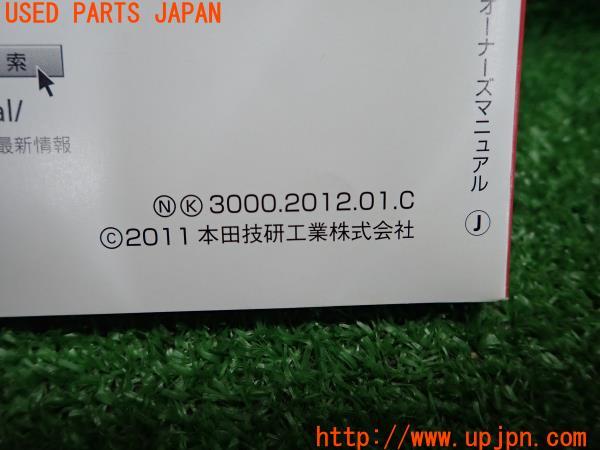 USED PARTS JAPAN
索
al/
最新情報
オーナーズマニュアル Ⓙ
ⓃⓀ3000.2012.01.C
©2011 本田技研工業株式会社
http://www.upjpn.com/